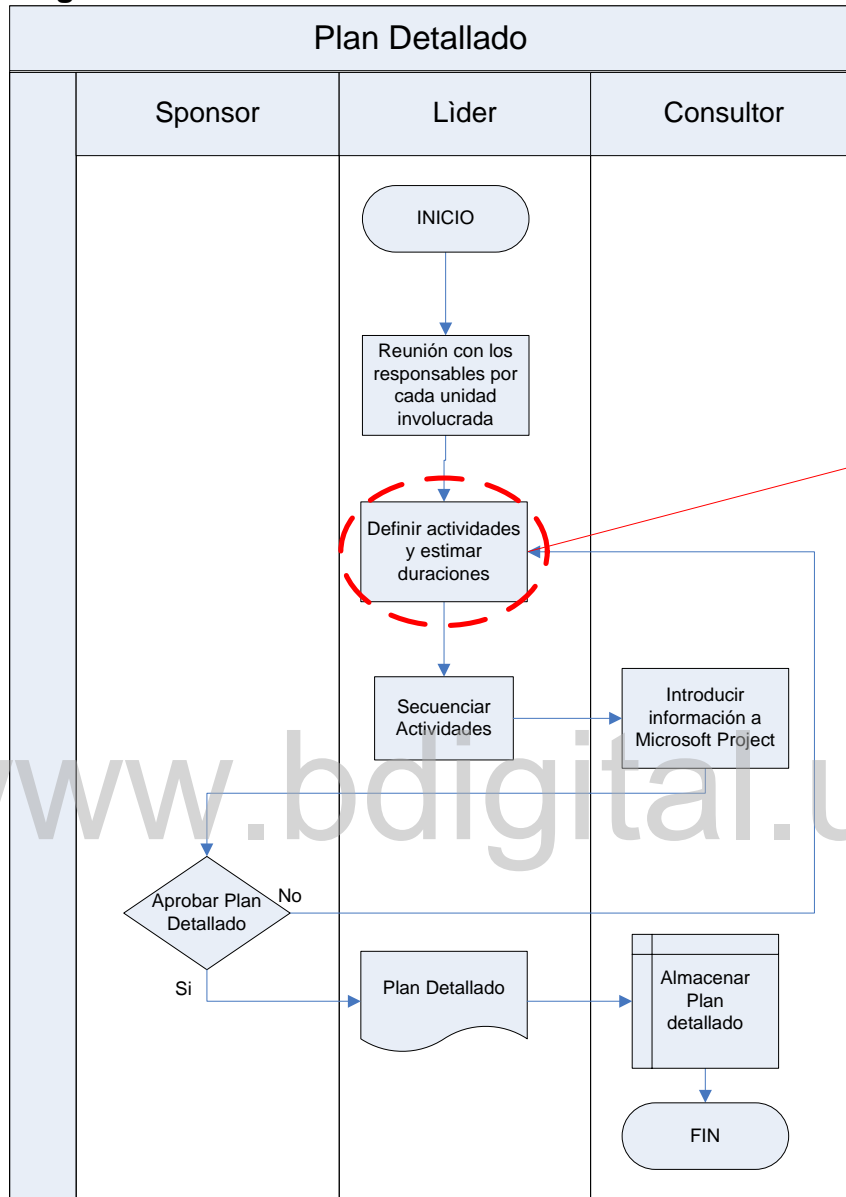 Plan Detallado
Sponsor
Lìder
Consultor
INICIO
Reunión con los
responsables por
cada unidad
involucrada
Definir actividades
y estimar
duraciones
Secuenciar
Actividades
Introducir
información a
Microsoft Project
www.bdigital.u
Aprobar Plan
Detallado
No
Si
Plan Detallado
Almacenar
Plan
detallado
FIN